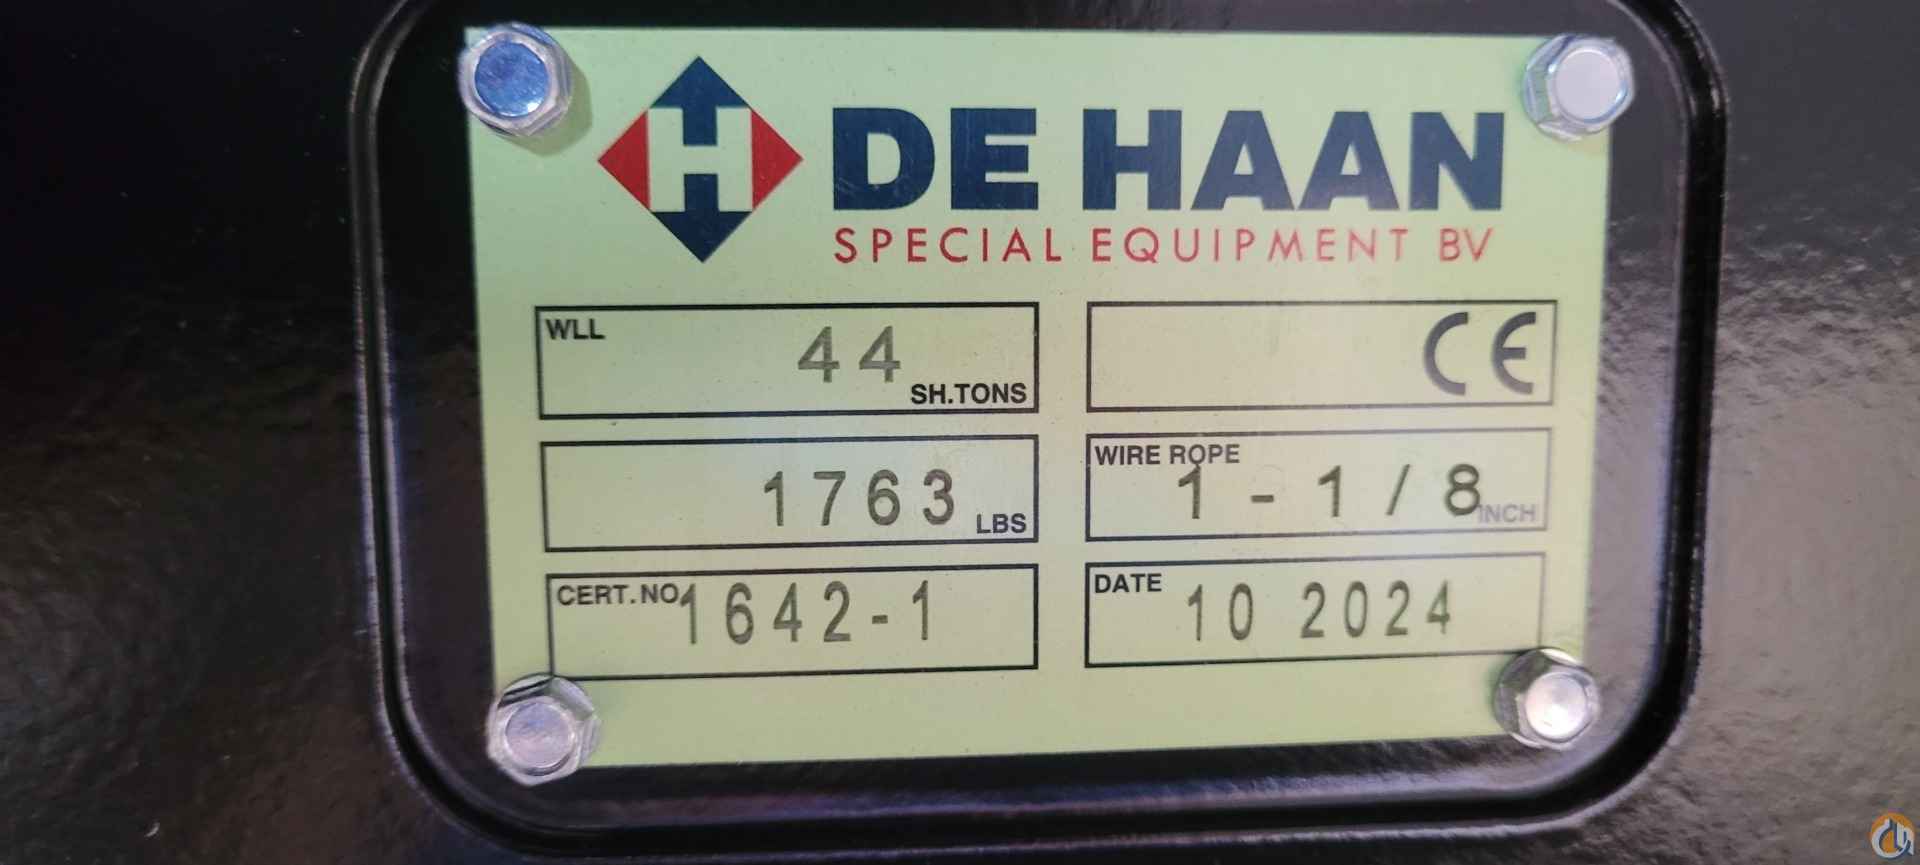 H DE HAAN
SPECIAL EQUIPMENT BV
WLL 44 SH.TONS
CE
1763 LBS
WIRE ROPE 1-1/8 INCH
CERT.NO 1642-1
DATE 10 2024